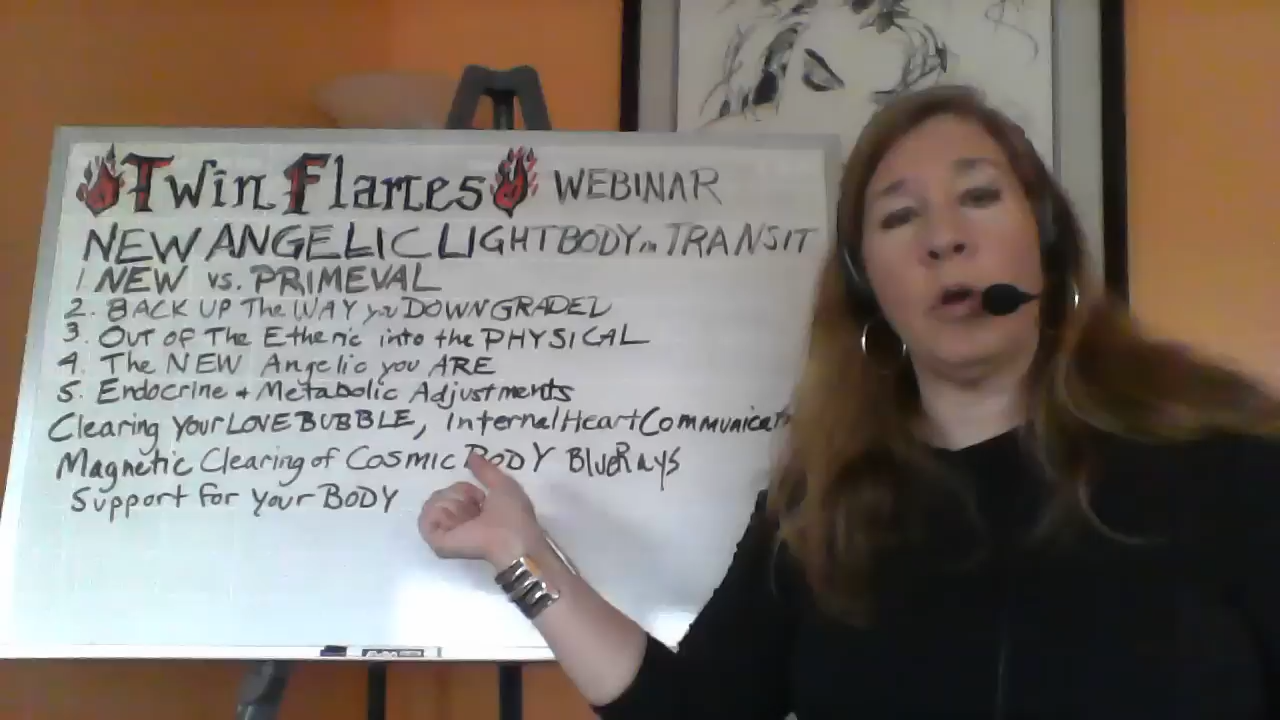 Twin Flames WEBINAR
NEW ANGELIC LIGHTBODY in TRANSIT
1 NEW vs. PRIMEVAL
2. BACK UP The WAY you DOWNGRADED
3. Out of The Etheric into the PHYSICAL
4. The NEW Angelic you ARE
5. Endocrine + Metabolic Adjustments
Clearing Your LOVE BUBBLE, Internal Heart Communicat
Magnetic Clearing of Cosmic BODY BlueRays
Support for Your BODY